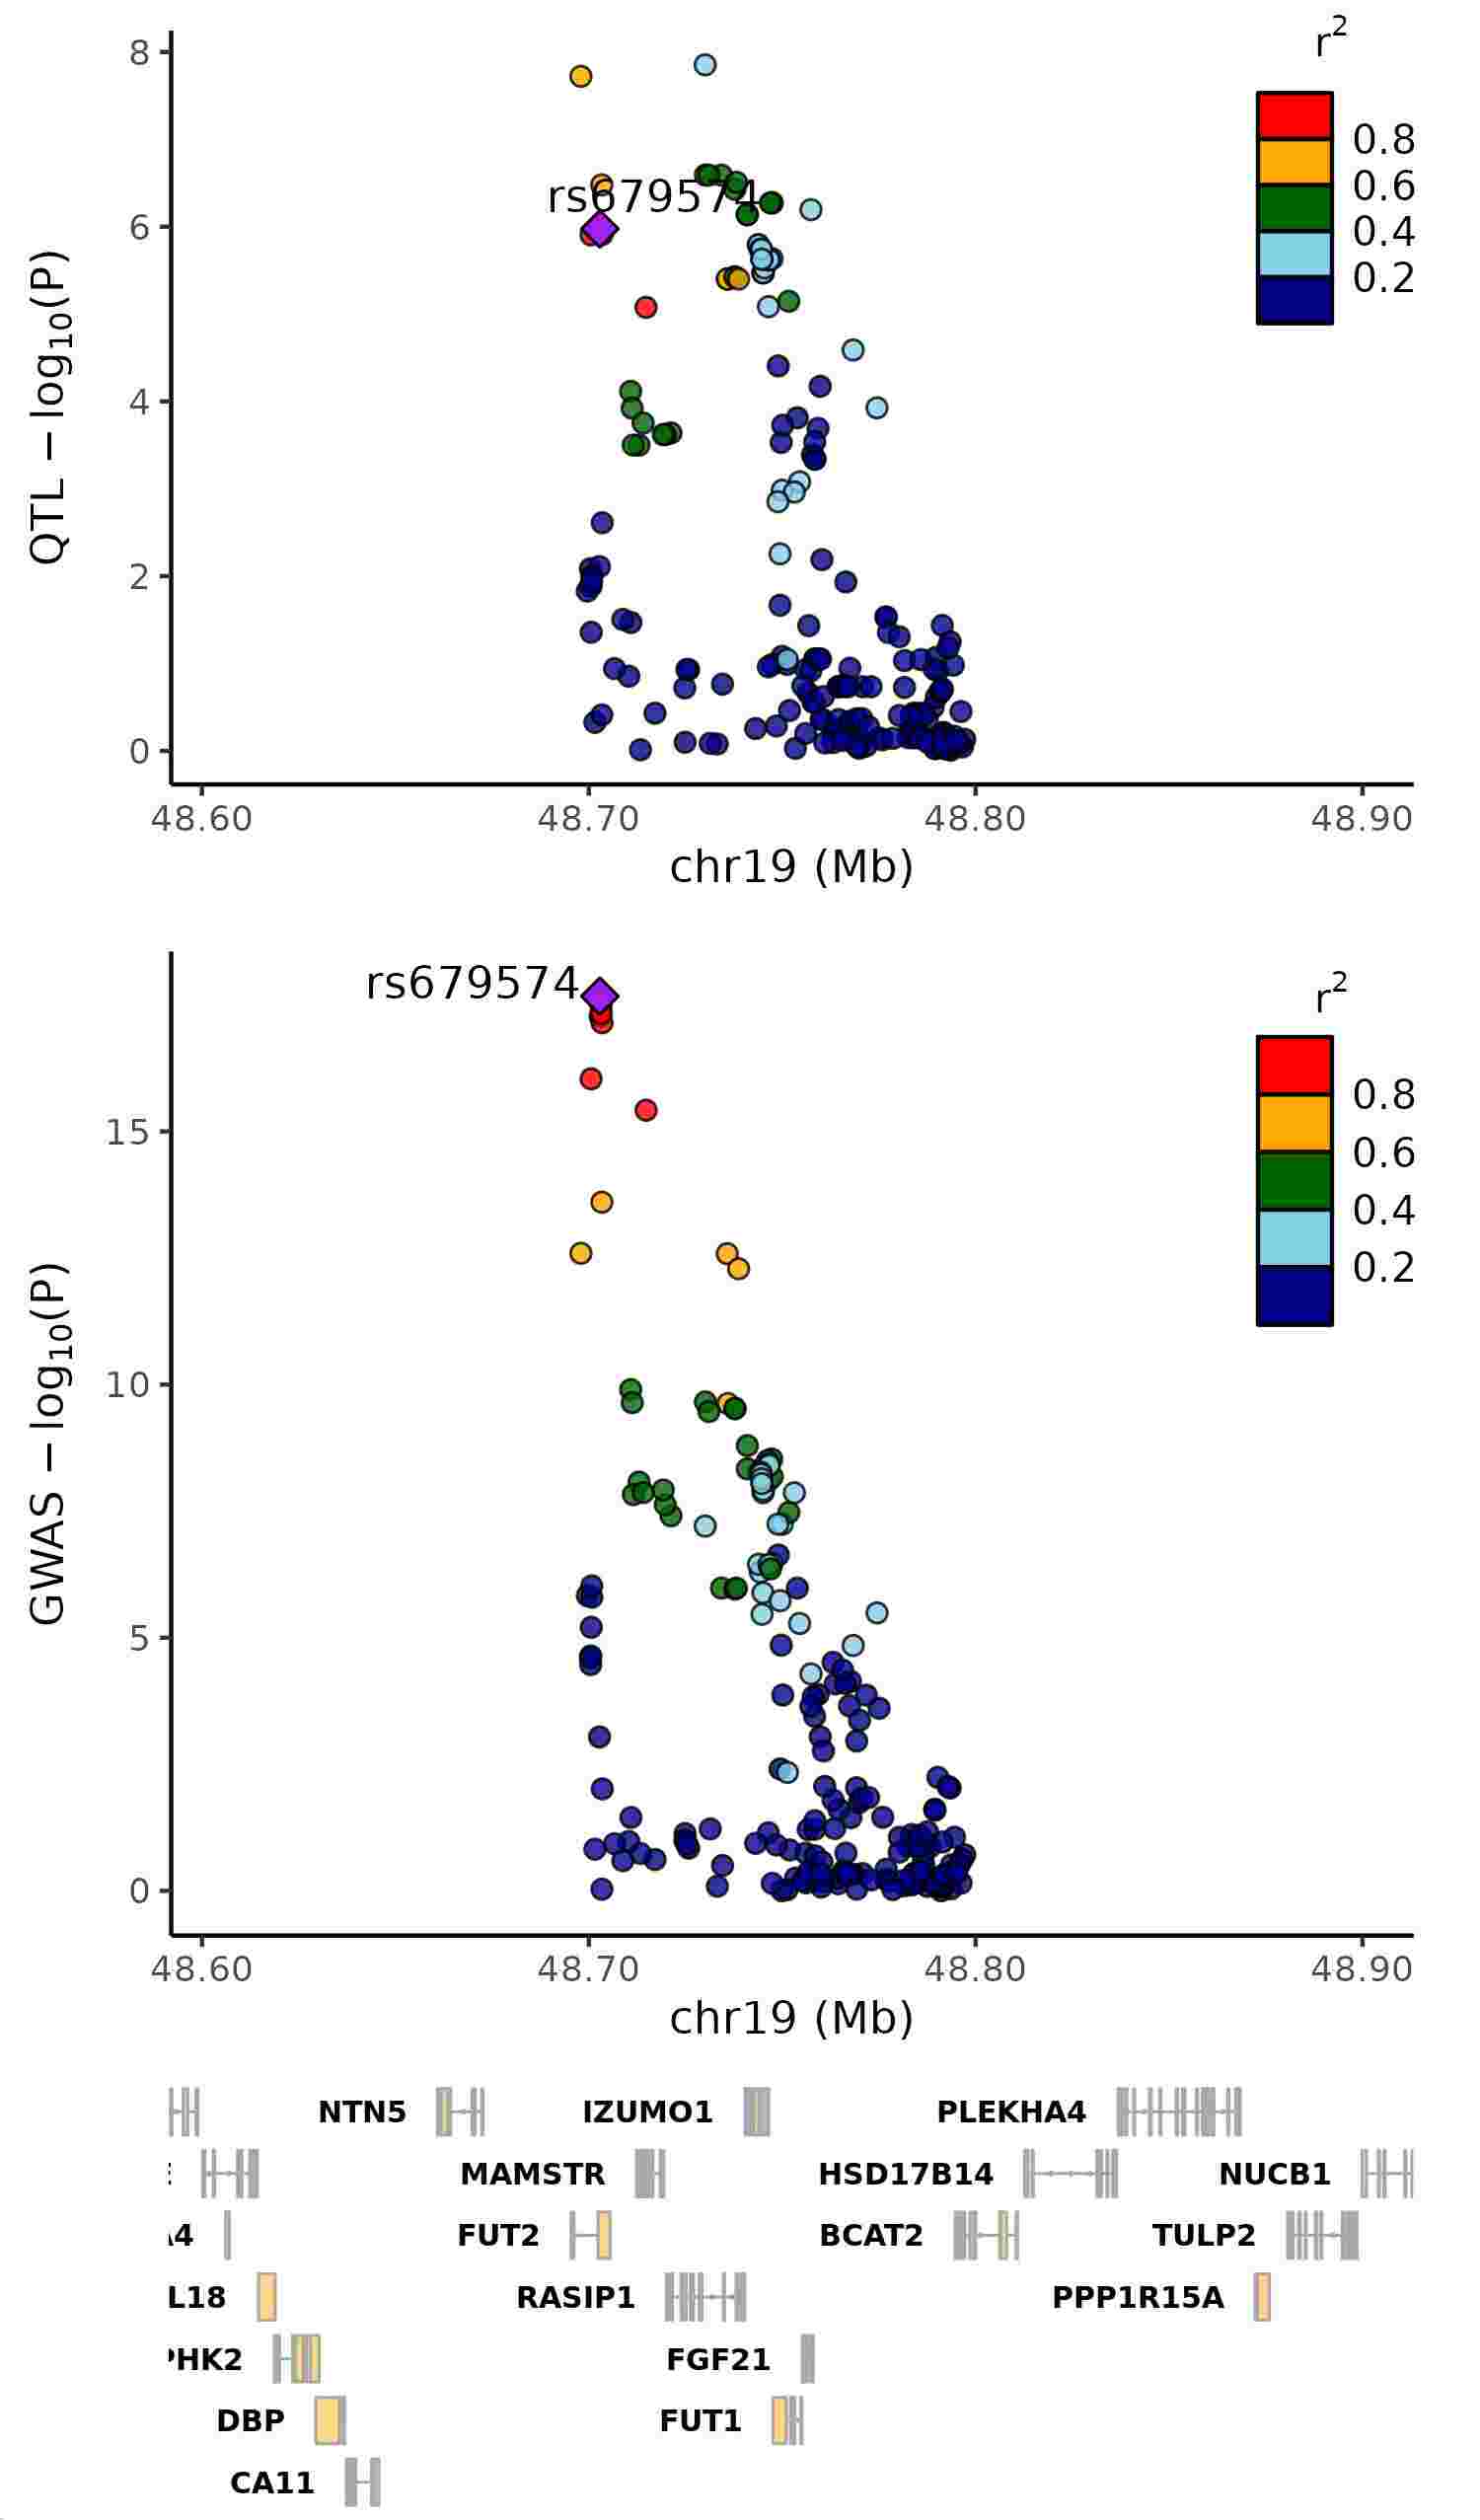 r²
8
6
4
2
0
QTL − log₁₀(P)
rs679574
0.8
0.6
0.4
0.2
48.60 48.70 48.80 48.90
chr19 (Mb)
r²
15
10
5
0
GWAS − log₁₀(P)
rs679574
0.8
0.6
0.4
0.2
48.60 48.70 48.80 48.90
chr19 (Mb)
NTN5 IZUMO1 PLEKHA4
MAMSTR HSD17B14 NUCB1
4 FUT2 BCAT2 TULP2
L18 RASIP1 PPP1R15A
PHK2 FGF21
DBP FUT1
CA11